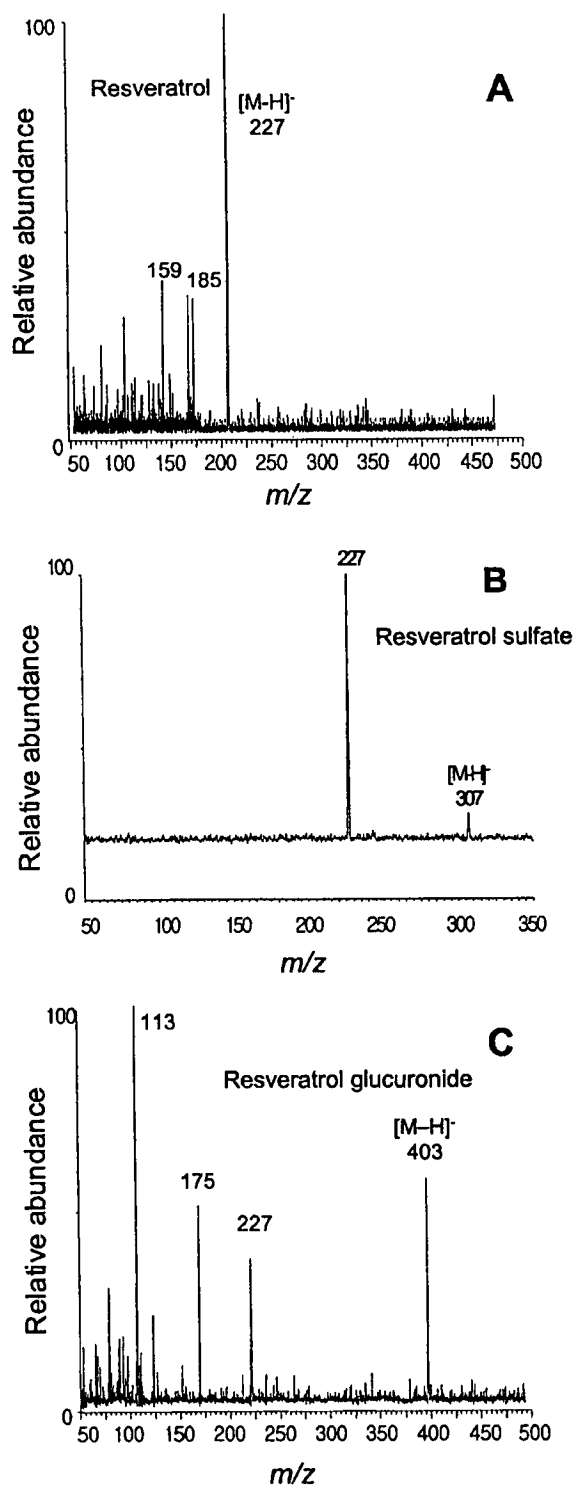 100
Resveratrol
A
[M-H]-
227
159
185
Relative abundance
0
50 100 150 200 250 300 350 400 450 500
m/z
100
227
B
Resveratrol sulfate
[M-H]-
307
Relative abundance
0
50 100 150 200 250 300 350
m/z
100
113
C
Resveratrol glucuronide
[M–H]-
403
175
227
Relative abundance
0
50 100 150 200 250 300 350 400 450 500
m/z